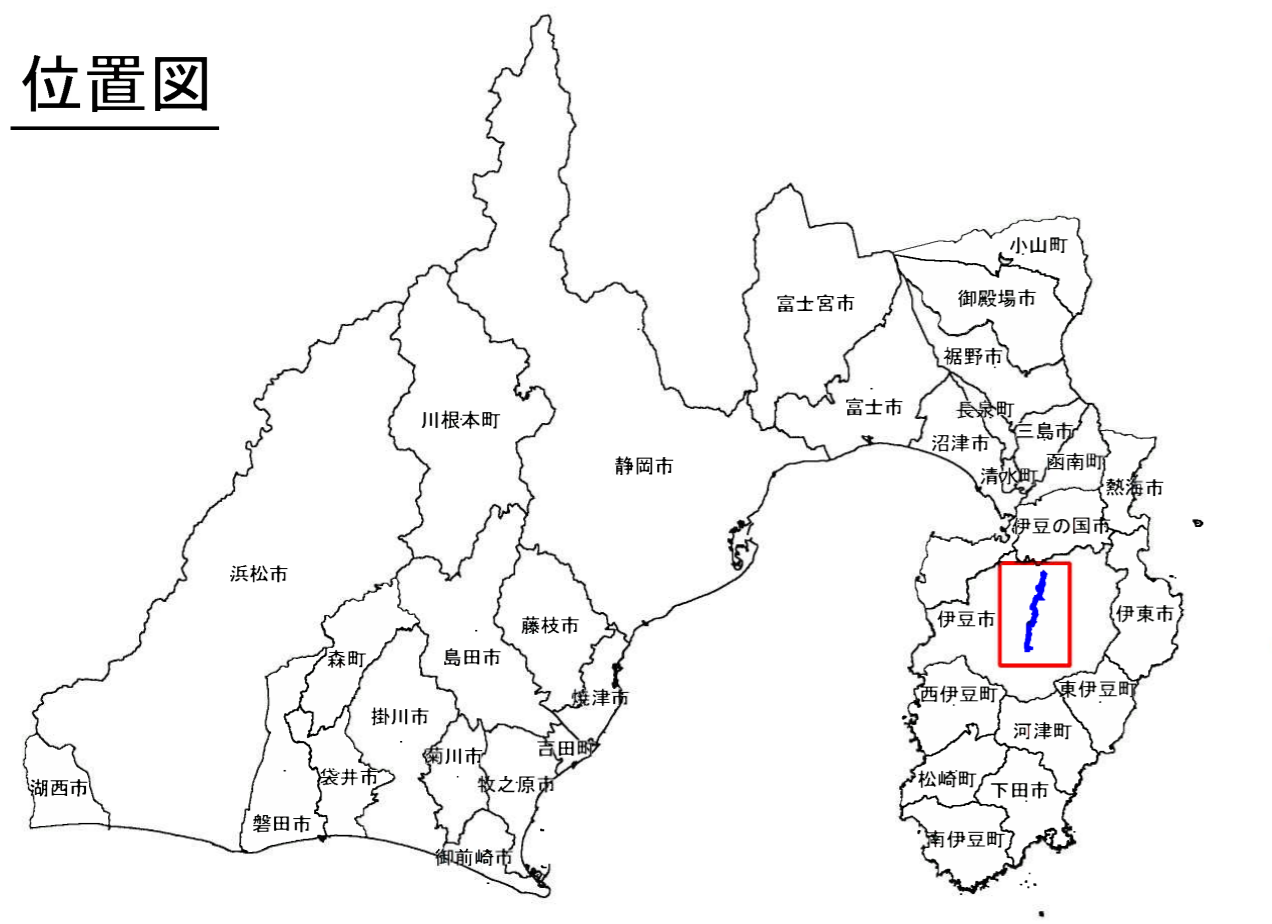 位置図
小山町
御殿場市
富士宮市
裾野市
富士市
長泉町
川根本町
三島市
沼津市
函南町
静岡市
清水町
熱海市
伊豆の国市
浜松市
伊豆市
伊東市
藤枝市
島田市
森町
東伊豆町
西伊豆町
焼津市
掛川市
河津町
吉田町
菊川市
袋井市
松崎町
牧之原市
湖西市
下田市
磐田市
南伊豆町
御前崎市